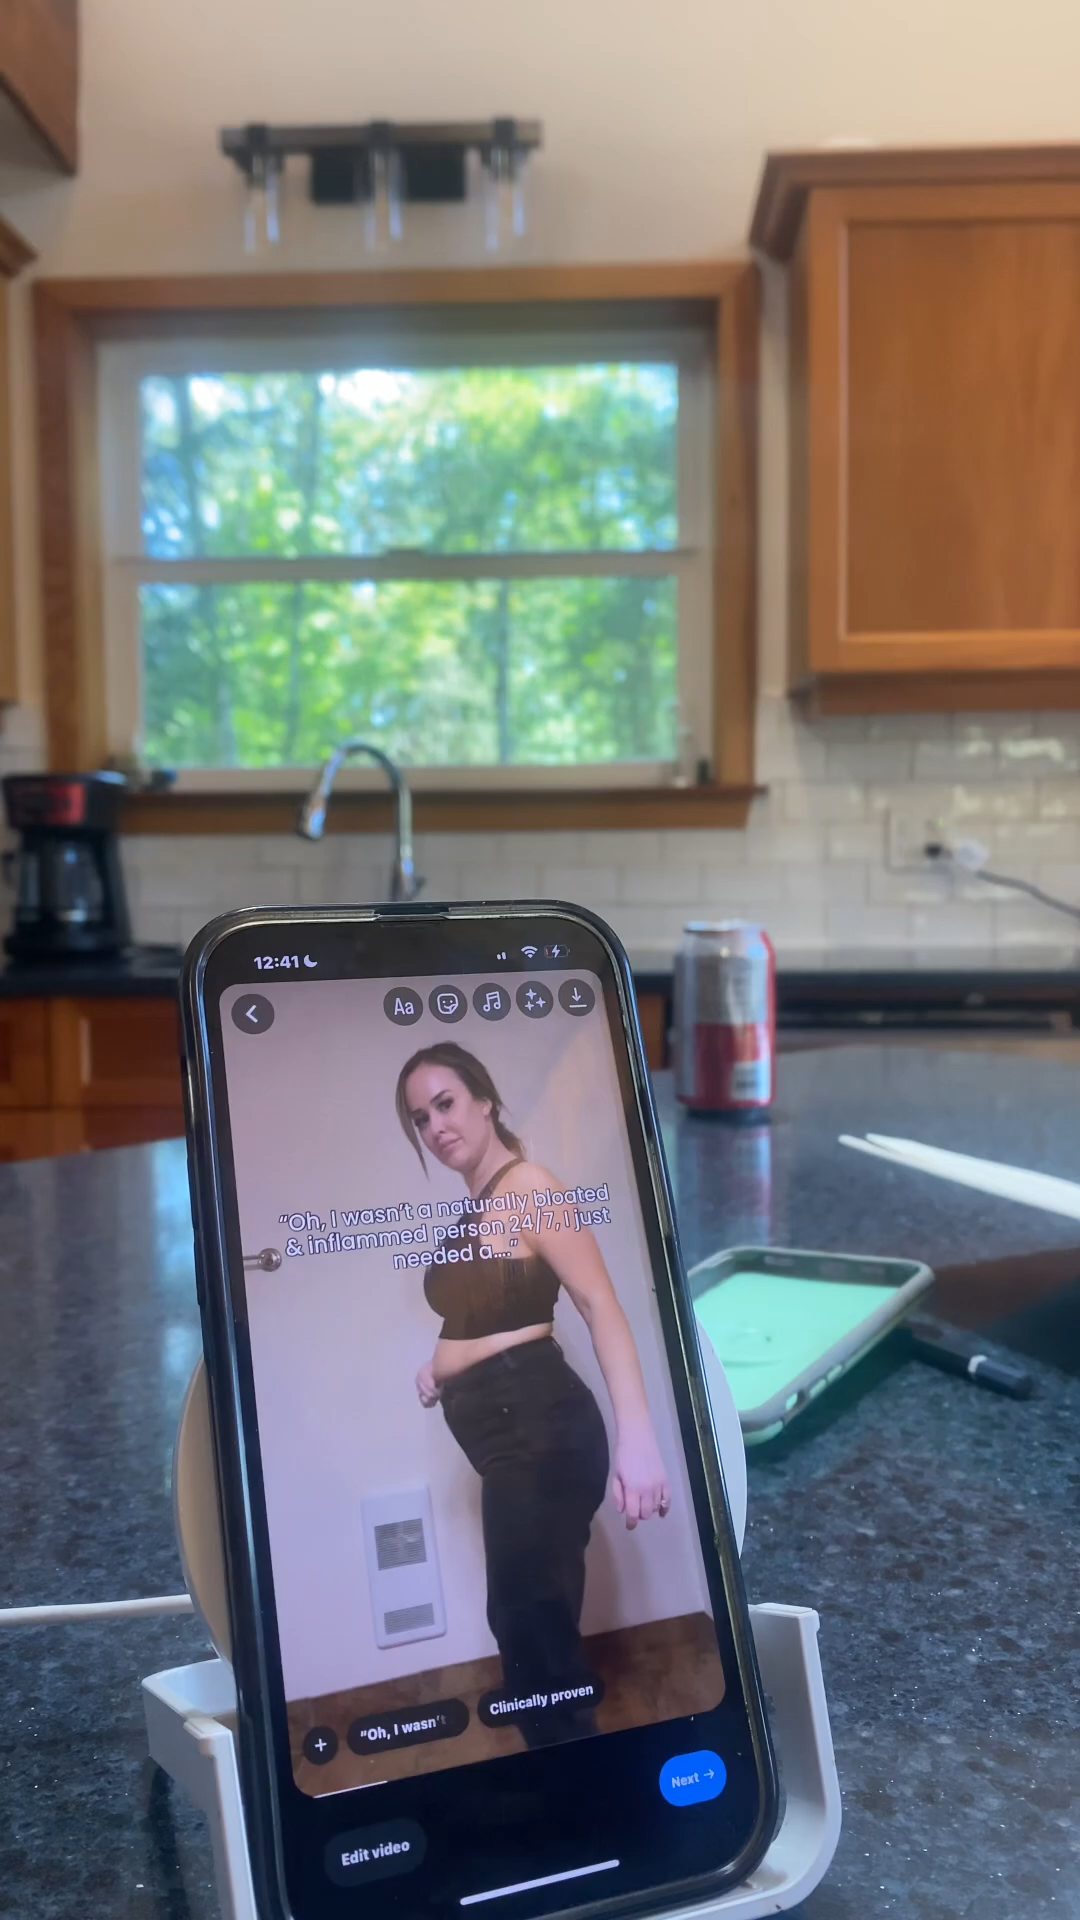 12:41
Aa
“Oh, I wasn’t a naturally bloated
& inflammed person 24/7, I just
needed a....”
“Oh, I wasn’t
Clinically proven
Next →
Edit video